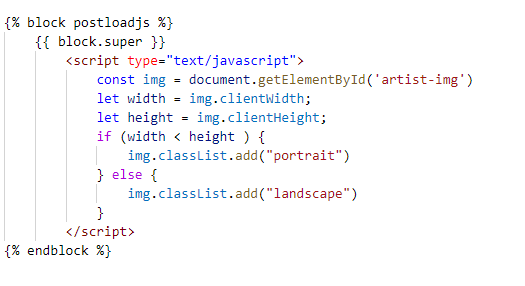 {% block postloadjs %}
{{ block.super }}
<script type="text/javascript">
const img = document.getElementById('artist-img')
let width = img.clientWidth;
let height = img.clientHeight;
if (width < height ) {
img.classList.add("portrait")
} else {
img.classList.add("landscape")
}
</script>
{% endblock %}